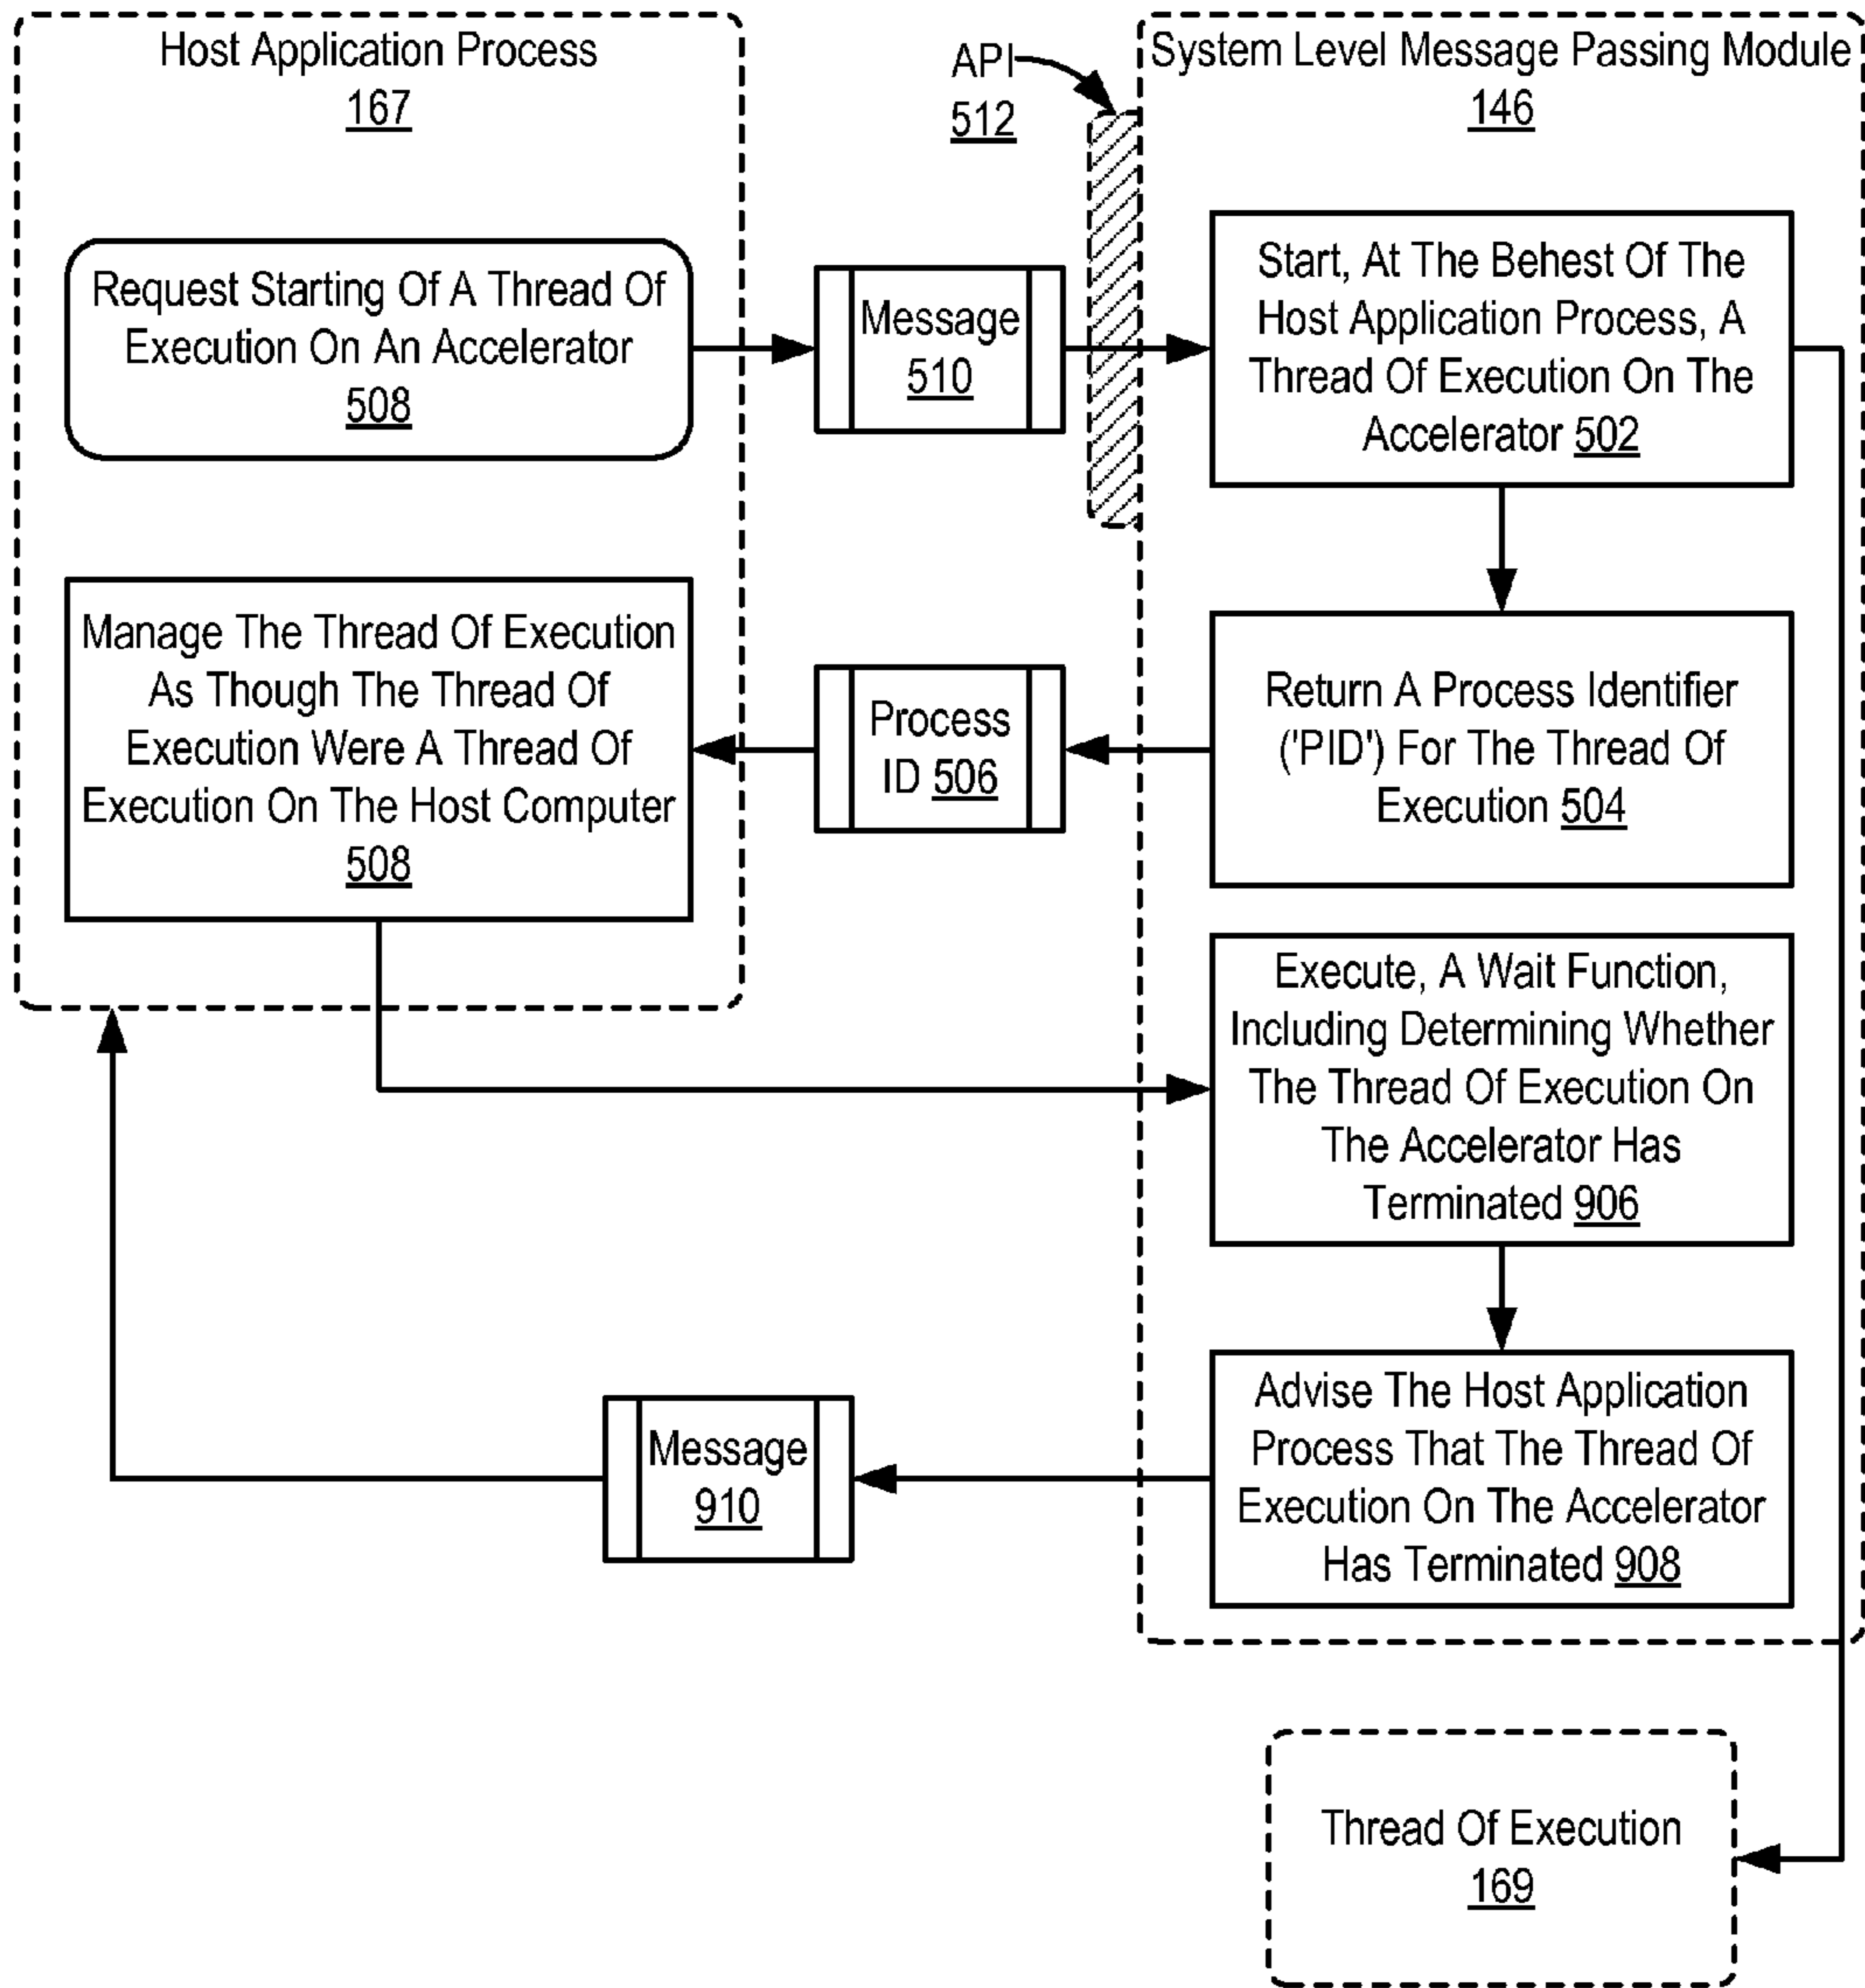 Host Application Process
167
API
512
System Level Message Passing Module
146
Request Starting Of A Thread Of
Execution On An Accelerator
508
Message
510
Start, At The Behest Of The
Host Application Process, A
Thread Of Execution On The
Accelerator 502
Manage The Thread Of Execution
As Though The Thread Of
Execution Were A Thread Of
Execution On The Host Computer
508
Process
ID 506
Return A Process Identifier
('PID') For The Thread Of
Execution 504
Execute, A Wait Function,
Including Determining Whether
The Thread Of Execution On
The Accelerator Has
Terminated 906
Message
910
Advise The Host Application
Process That The Thread Of
Execution On The Accelerator
Has Terminated 908
Thread Of Execution
169